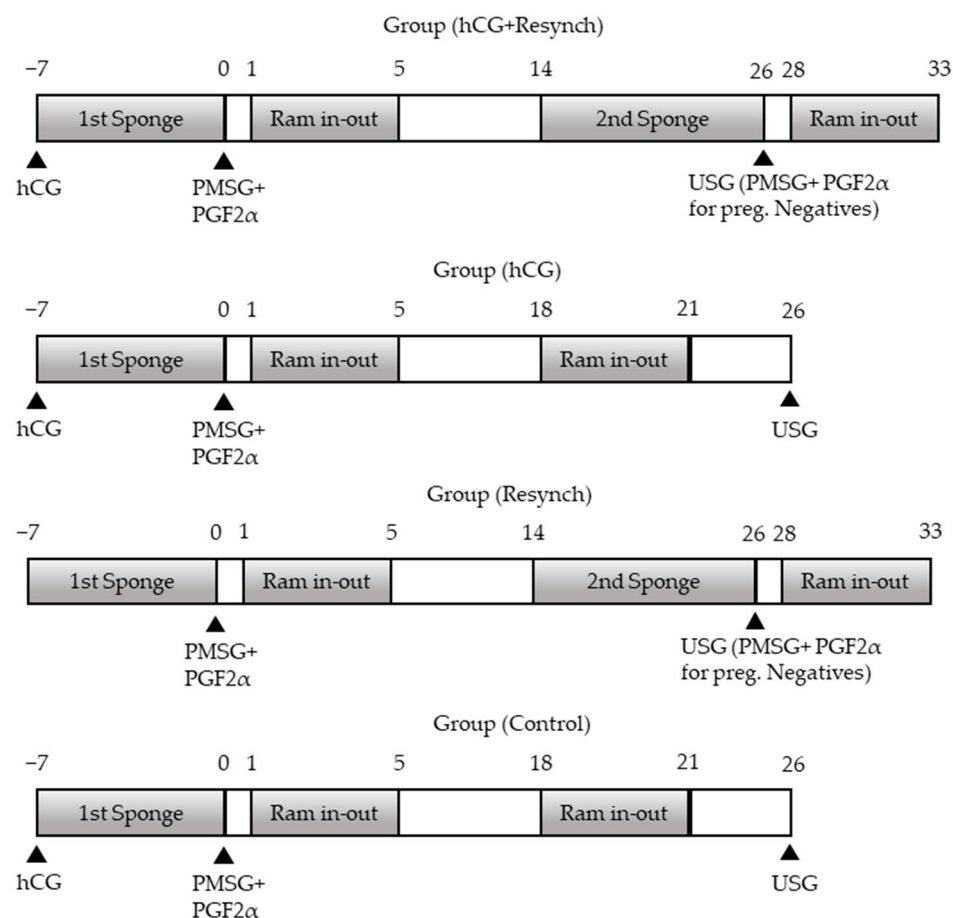 Group (hCG+Resynch)
−7 0 1 5 14 26 28 33
1st Sponge Ram in-out 2nd Sponge Ram in-out
hCG PMSG+ USG (PMSG+ PGF2α
PGF2α for preg. Negatives)
Group (hCG)
−7 0 1 5 18 21 26
1st Sponge Ram in-out Ram in-out
hCG PMSG+ USG
PGF2α
Group (Resynch)
−7 0 1 5 14 26 28 33
1st Sponge Ram in-out 2nd Sponge Ram in-out
PMSG+ USG (PMSG+ PGF2α
PGF2α for preg. Negatives)
Group (Control)
−7 0 1 5 18 21 26
1st Sponge Ram in-out Ram in-out
hCG PMSG+ USG
PGF2α